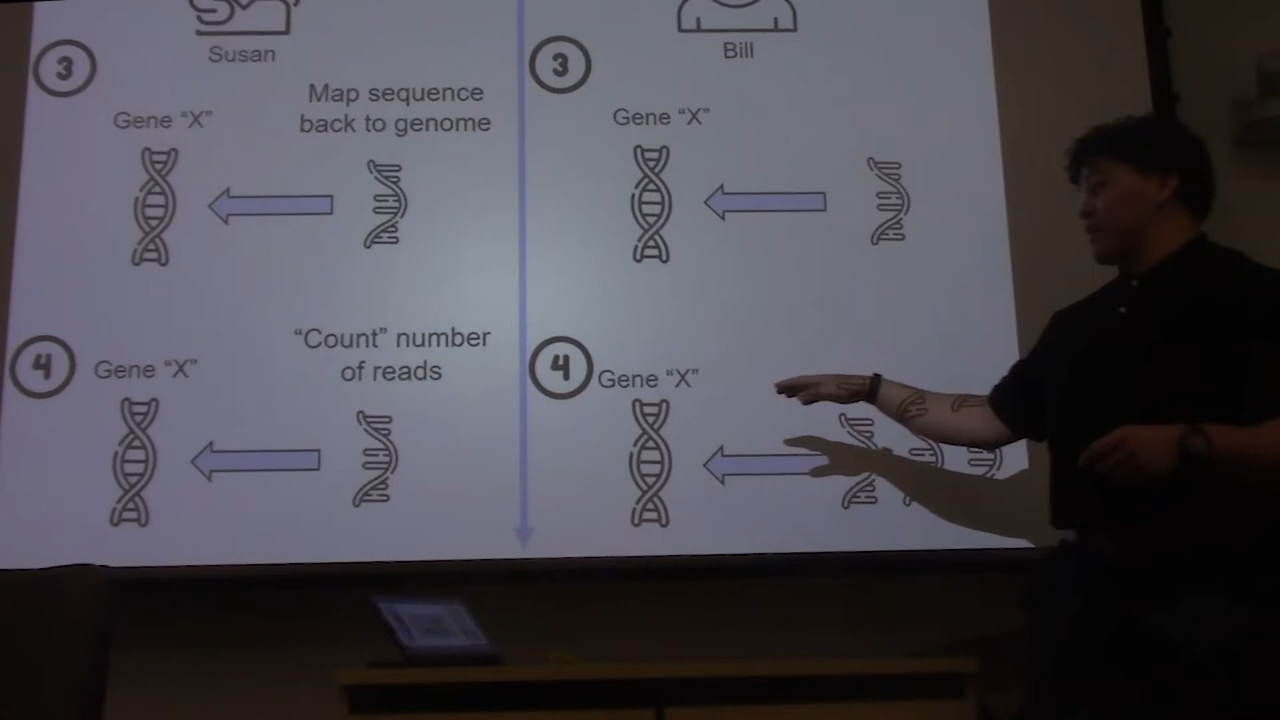 Susan
3
Gene “X”
Map sequence
back to genome
4
Gene “X”
“Count” number
of reads
Bill
3
Gene “X”
4
Gene “X”